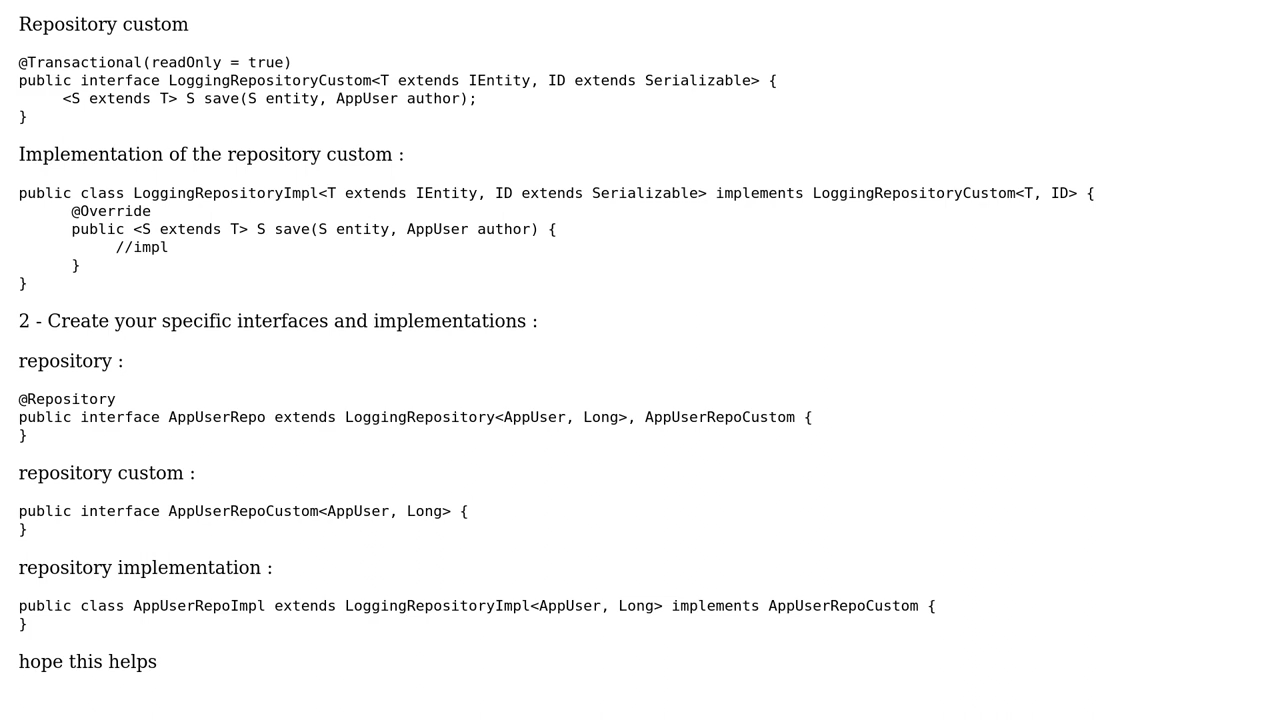 Repository custom
@Transactional(readOnly = true)
public interface LoggingRepositoryCustom<T extends IEntity, ID extends Serializable> {
     <S extends T> S save(S entity, AppUser author);
}
Implementation of the repository custom :
public class LoggingRepositoryImpl<T extends IEntity, ID extends Serializable> implements LoggingRepositoryCustom<T, ID> {
      @Override
      public <S extends T> S save(S entity, AppUser author) {
           //impl
      }
}
2 - Create your specific interfaces and implementations :
repository :
@Repository
public interface AppUserRepo extends LoggingRepository<AppUser, Long>, AppUserRepoCustom {
}
repository custom :
public interface AppUserRepoCustom<AppUser, Long> {
}
repository implementation :
public class AppUserRepoImpl extends LoggingRepositoryImpl<AppUser, Long> implements AppUserRepoCustom {
}
hope this helps